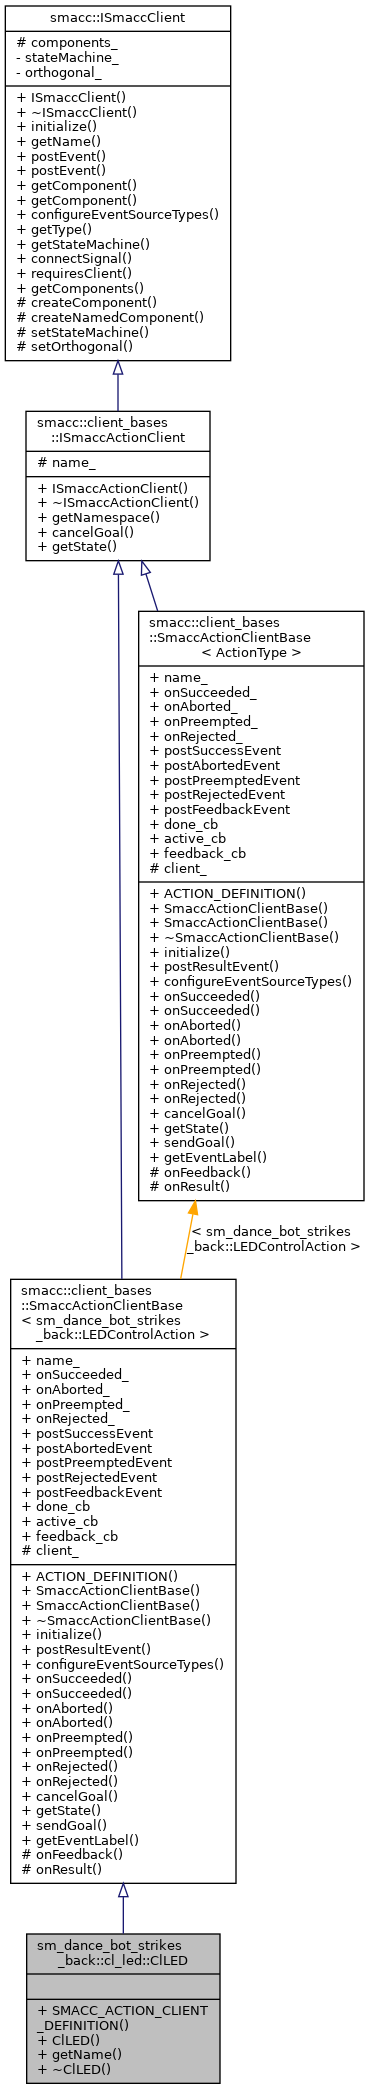 smacc::ISmaccClient
# components_
- stateMachine_
- orthogonal_
+ ISmaccClient()
+ ~ISmaccClient()
+ initialize()
+ getName()
+ postEvent()
+ postEvent()
+ getComponent()
+ getComponent()
+ configureEventSourceTypes()
+ getType()
+ getStateMachine()
+ connectSignal()
+ requiresClient()
+ getComponents()
# createComponent()
# createNamedComponent()
# setStateMachine()
# setOrthogonal()
smacc::client_bases
::ISmaccActionClient
# name_
+ ISmaccActionClient()
+ ~ISmaccActionClient()
+ getNamespace()
+ cancelGoal()
+ getState()
smacc::client_bases
::SmaccActionClientBase
< ActionType >
+ name_
+ onSucceeded_
+ onAborted_
+ onPreempted_
+ onRejected_
+ postSuccessEvent
+ postAbortedEvent
+ postPreemptedEvent
+ postRejectedEvent
+ postFeedbackEvent
+ done_cb
+ active_cb
+ feedback_cb
# client_
+ ACTION_DEFINITION()
+ SmaccActionClientBase()
+ SmaccActionClientBase()
+ ~SmaccActionClientBase()
+ initialize()
+ postResultEvent()
+ configureEventSourceTypes()
+ onSucceeded()
+ onSucceeded()
+ onAborted()
+ onAborted()
+ onPreempted()
+ onPreempted()
+ onRejected()
+ onRejected()
+ cancelGoal()
+ getState()
+ sendGoal()
+ getEventLabel()
# onFeedback()
# onResult()
< sm_dance_bot_strikes
_back::LEDControlAction >
smacc::client_bases
::SmaccActionClientBase
< sm_dance_bot_strikes
_back::LEDControlAction >
+ name_
+ onSucceeded_
+ onAborted_
+ onPreempted_
+ onRejected_
+ postSuccessEvent
+ postAbortedEvent
+ postPreemptedEvent
+ postRejectedEvent
+ postFeedbackEvent
+ done_cb
+ active_cb
+ feedback_cb
# client_
+ ACTION_DEFINITION()
+ SmaccActionClientBase()
+ SmaccActionClientBase()
+ ~SmaccActionClientBase()
+ initialize()
+ postResultEvent()
+ configureEventSourceTypes()
+ onSucceeded()
+ onSucceeded()
+ onAborted()
+ onAborted()
+ onPreempted()
+ onPreempted()
+ onRejected()
+ onRejected()
+ cancelGoal()
+ getState()
+ sendGoal()
+ getEventLabel()
# onFeedback()
# onResult()
sm_dance_bot_strikes
_back::cl_led::ClLED
+ SMACC_ACTION_CLIENT
_DEFINITION()
+ ClLED()
+ getName()
+ ~ClLED()